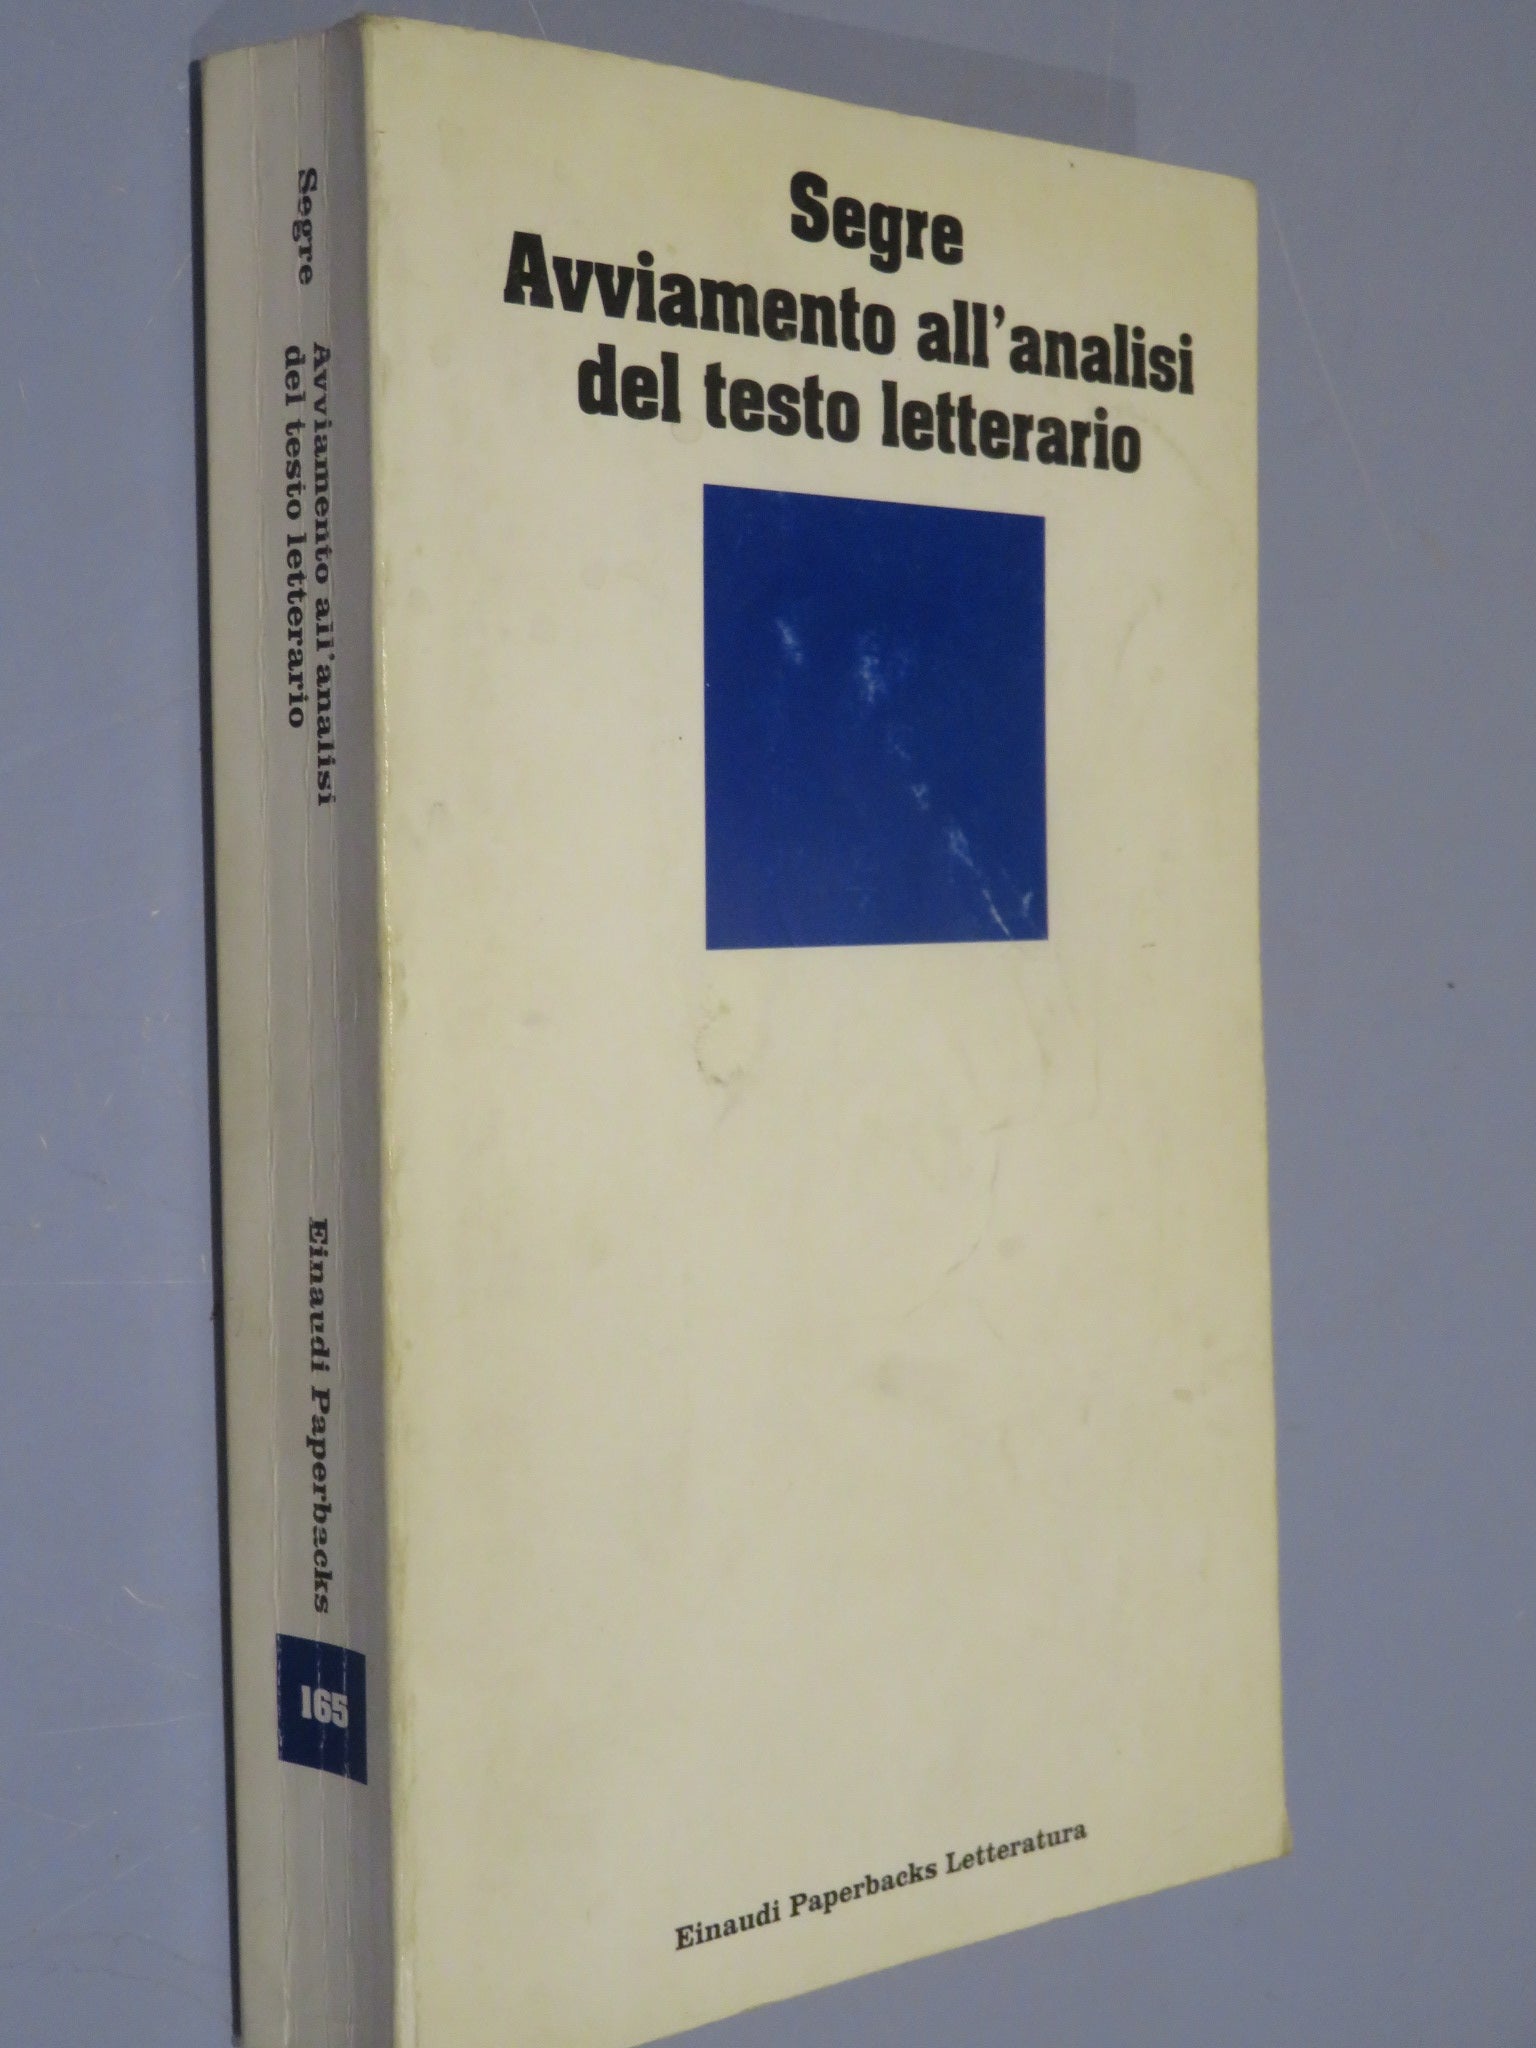 Segre
Avviamento all'analisi
del testo letterario
Einaudi Paperbacks Letteratura
Segre
Avviamento all'analisi
del testo letterario
Einaudi Paperbacks
165